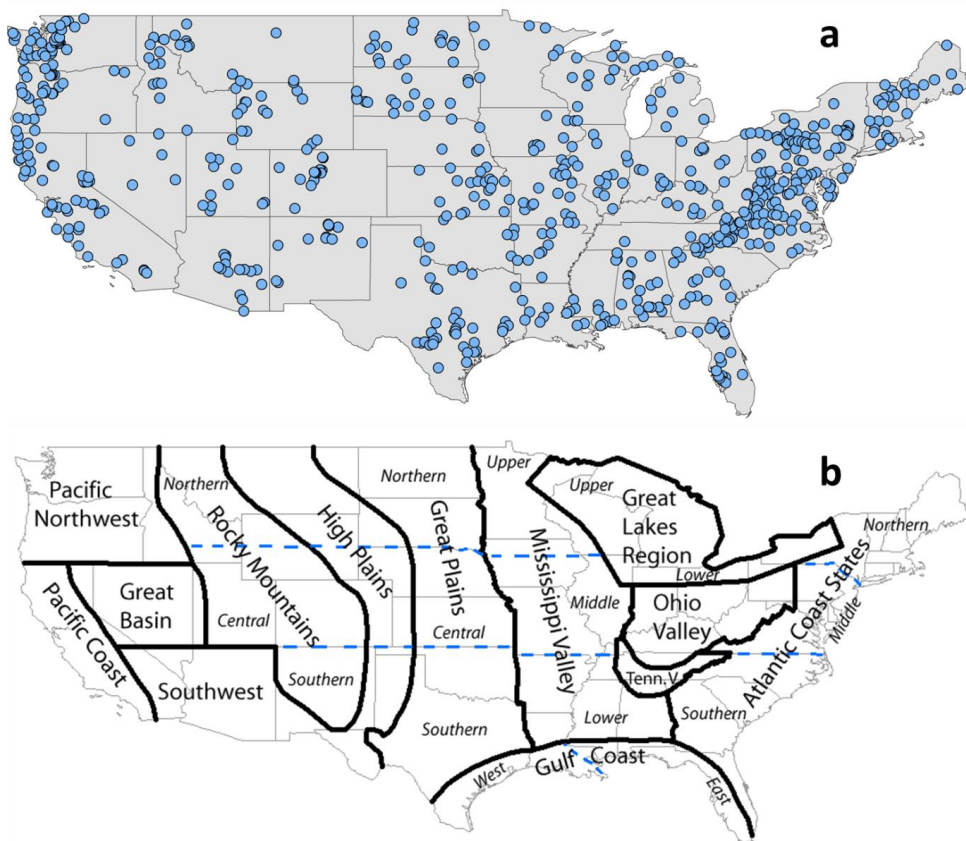 a
b
Pacific
Northwest
Northern
Rocky Mountains
High Plains
Northern
Great Plains
Upper
Upper
Great
Lakes
Region
Lower
Northern
Atlantic Coast States
Middle
Pacific Coast
Great
Basin
Central
Central
Mississippi Valley
Middle
Ohio
Valley
Southwest
Southern
Southern
Tenn. V.
Lower
Southern
West
Gulf Coast
East